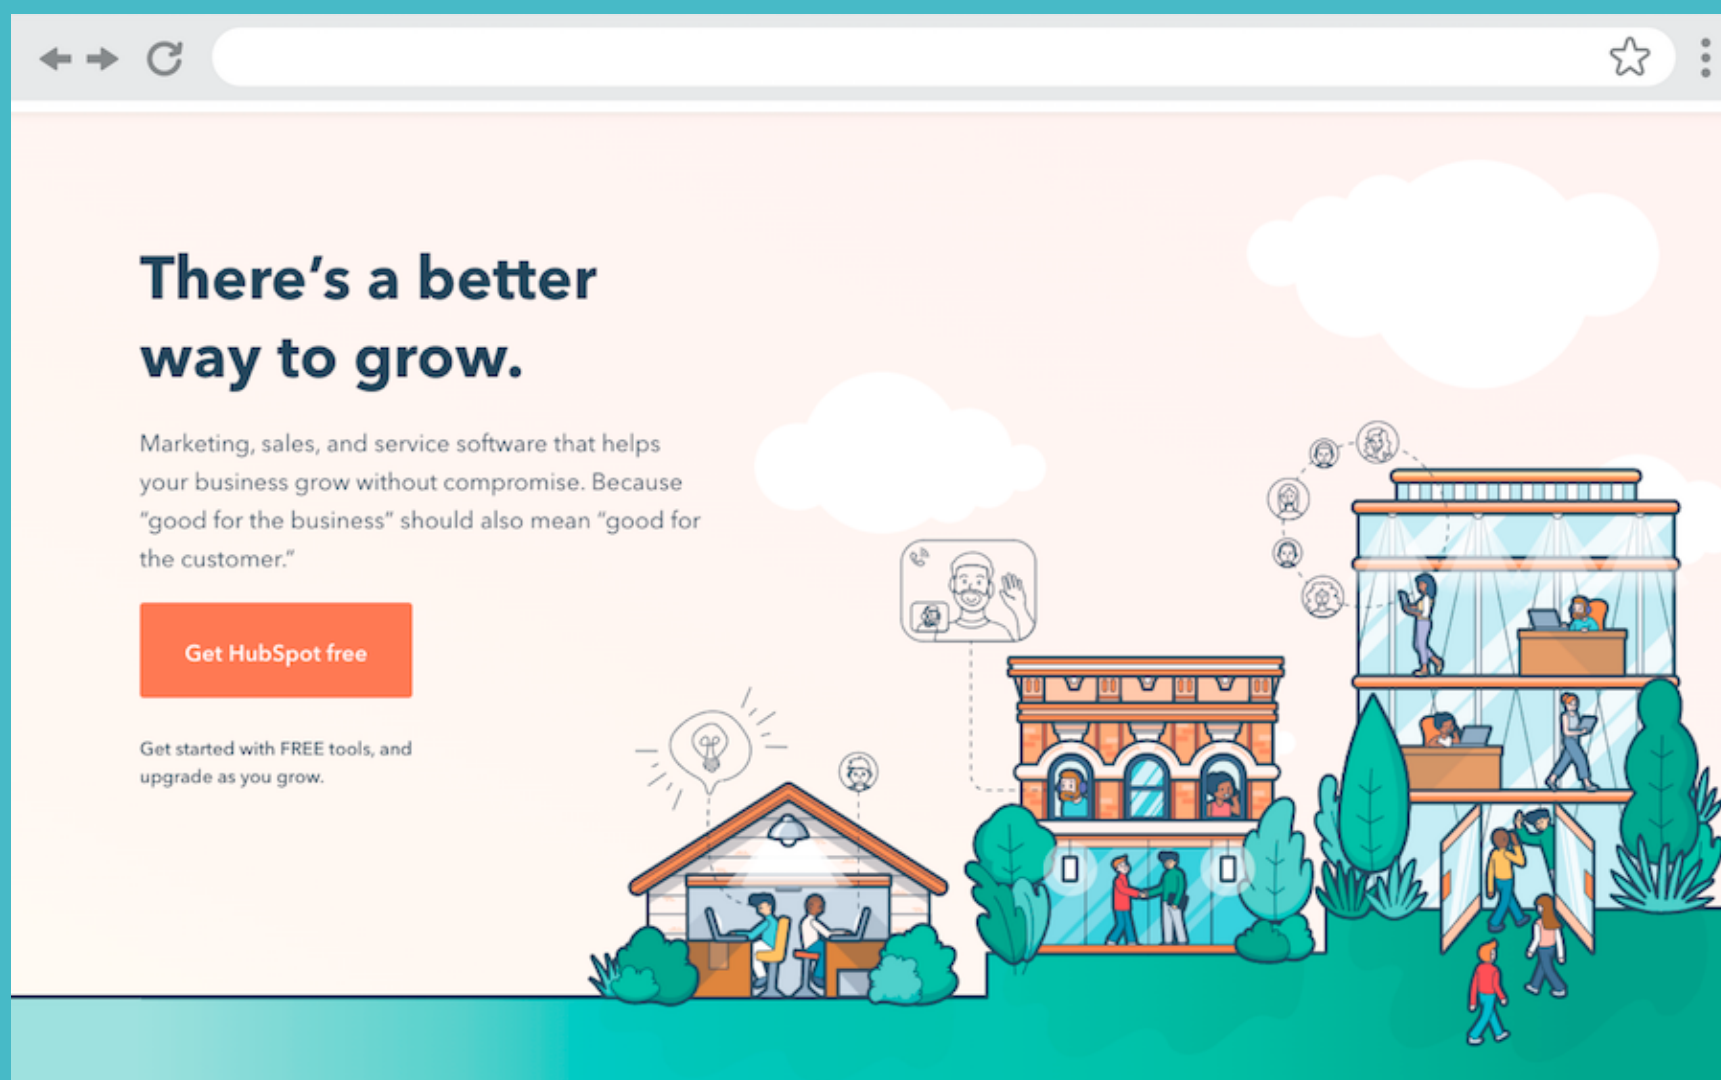 There’s a better
way to grow.
Marketing, sales, and service software that helps
your business grow without compromise. Because
“good for the business” should also mean “good for
the customer.”
Get HubSpot free
Get started with FREE tools, and
upgrade as you grow.